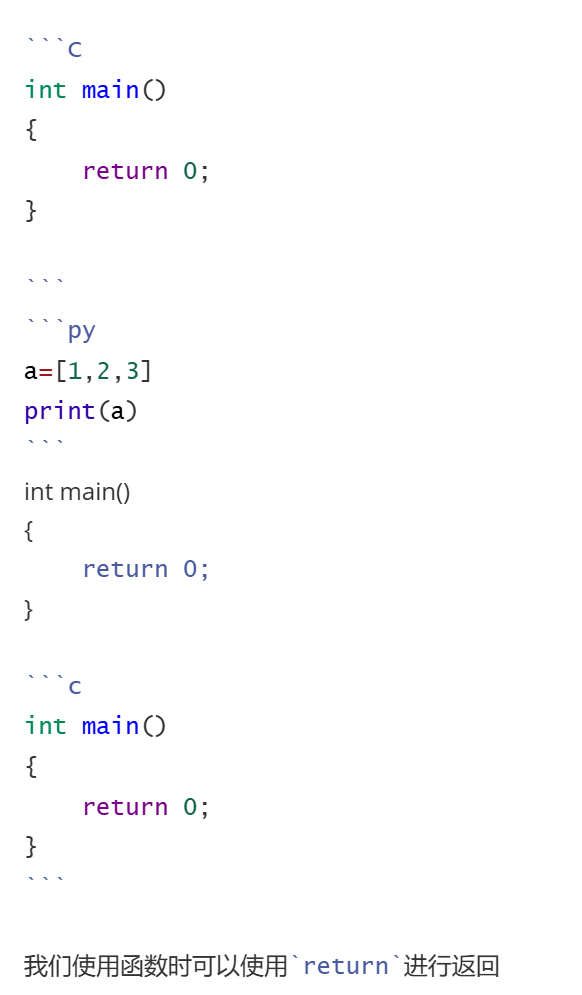 ```c
int main()
{
    return 0;
}

```
```py
a=[1,2,3]
print(a)
```
int main()
{
    return 0;
}

```c
int main()
{
    return 0;
}
```

我们使用函数时可以使用`return`进行返回